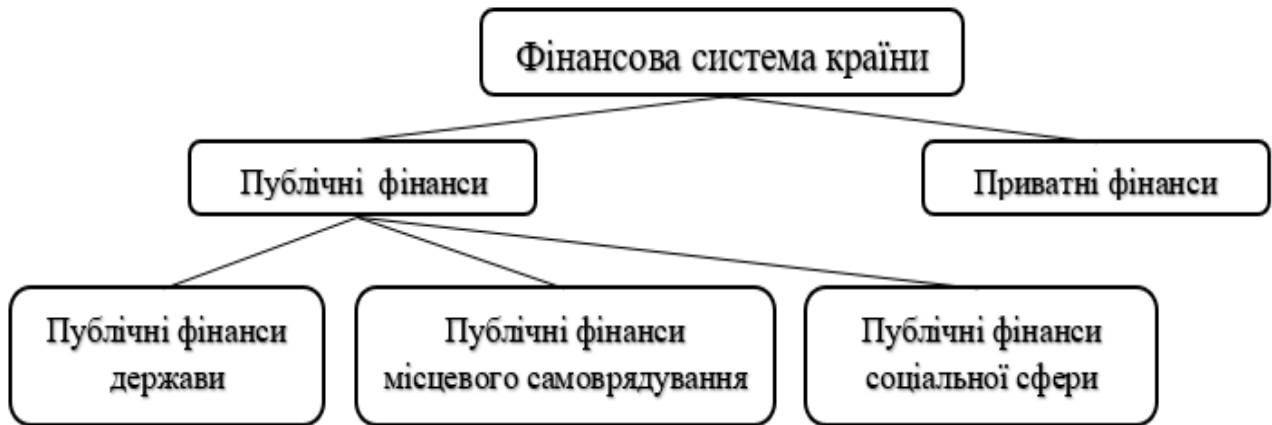 Фінансова система країни
Публічні фінанси
Приватні фінанси
Публічні фінанси
держави
Публічні фінанси
місцевого самоврядування
Публічні фінанси
соціальної сфери